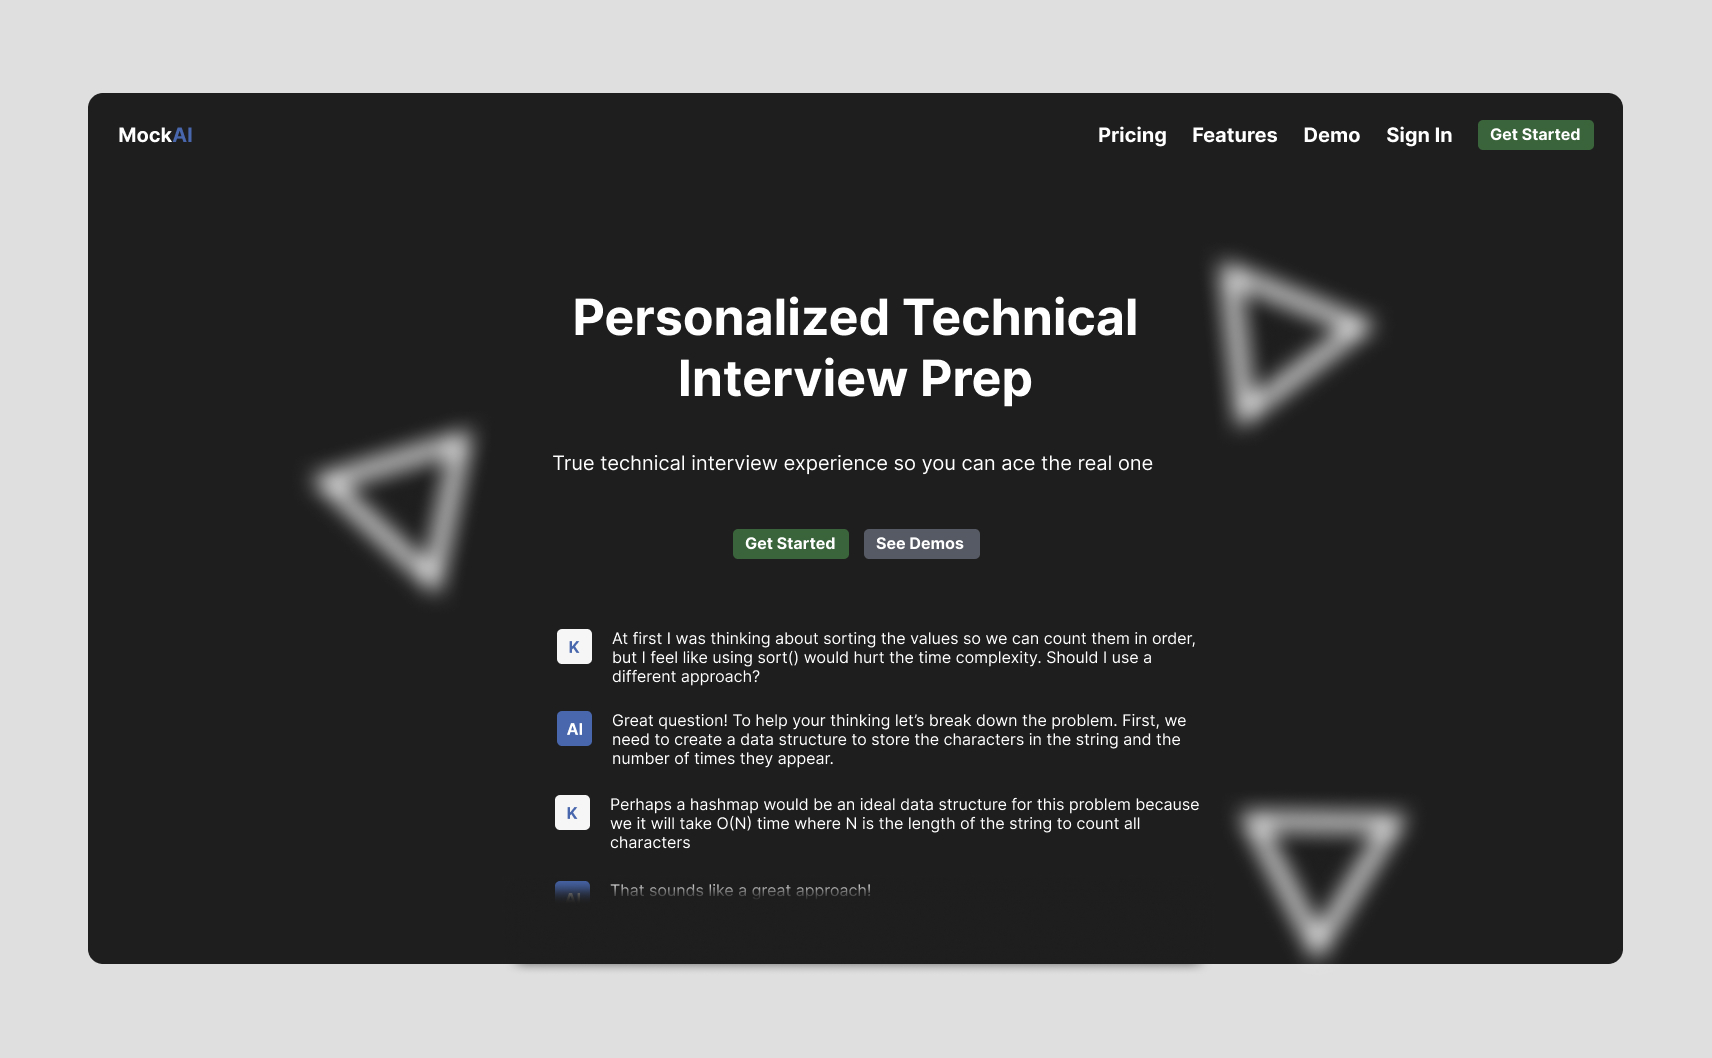 MockAI
Pricing Features Demo Sign In Get Started
Personalized Technical
Interview Prep
True technical interview experience so you can ace the real one
Get Started See Demos
K
At first I was thinking about sorting the values so we can count them in order,
but I feel like using sort() would hurt the time complexity. Should I use a
different approach?
AI
Great question! To help your thinking let’s break down the problem. First, we
need to create a data structure to store the characters in the string and the
number of times they appear.
K
Perhaps a hashmap would be an ideal data structure for this problem because
we it will take O(N) time where N is the length of the string to count all
characters
AI
That sounds like a great approach!